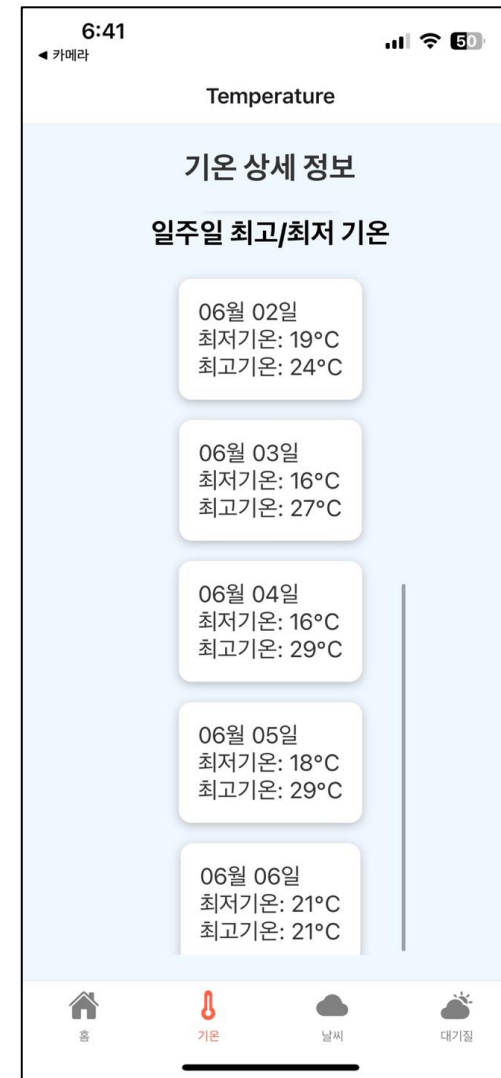 6:41
◀ 카메라
50
Temperature
기온 상세 정보
일주일 최고/최저 기온
06월 02일
최저기온: 19°C
최고기온: 24°C
06월 03일
최저기온: 16°C
최고기온: 27°C
06월 04일
최저기온: 16°C
최고기온: 29°C
06월 05일
최저기온: 18°C
최고기온: 29°C
06월 06일
최저기온: 21°C
최고기온: 21°C
홈
기온
날씨
대기질